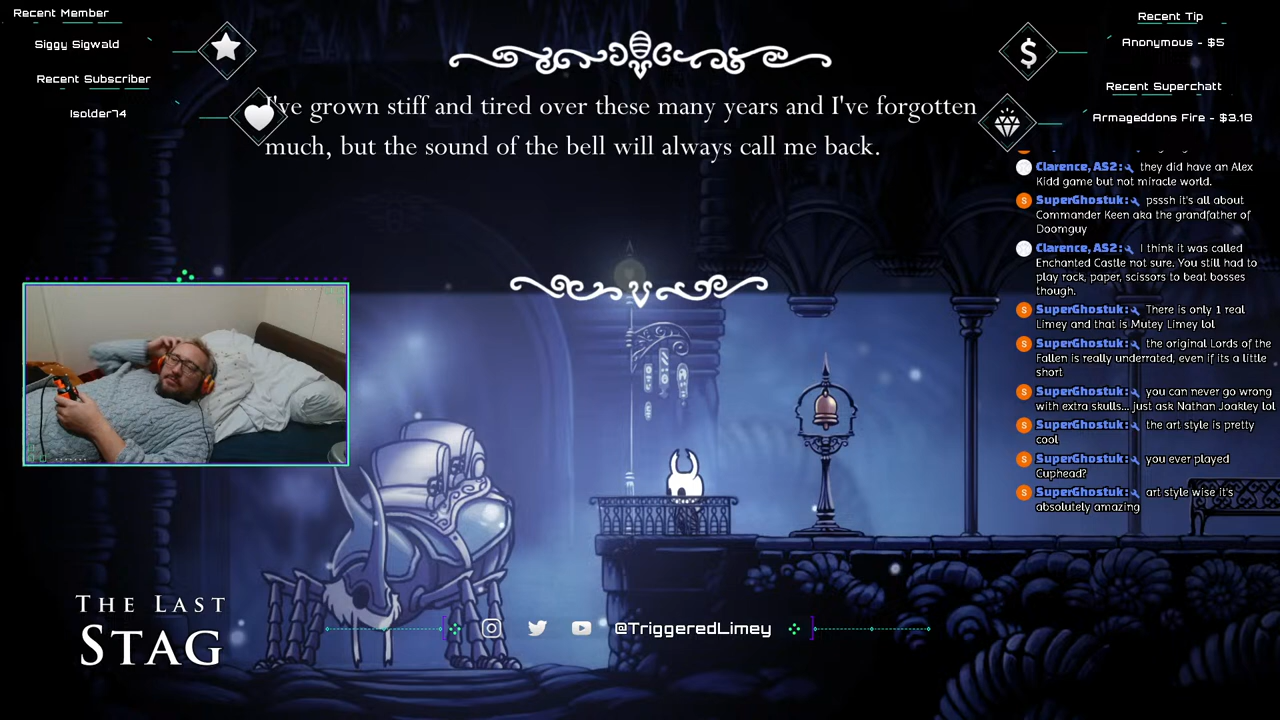 Recent Member
Siggy Sigwald
Recent Subscriber
Isolder74
Recent Tip
Anonymous - $5
Recent Superchatt
Armageddons Fire - $3.18
I've grown stiff and tired over these many years and I've forgotten
much, but the sound of the bell will always call me back.
Clarence, AS2: they did have an Alex
Kidd game but not miracle world.
SuperGhostuk: psssh it's all about
Commander Keen aka the grandfather of
Doomguy
Clarence, AS2: I think it was called
Enchanted Castle not sure. You still had to
play rock, paper, scissors to beat bosses
though.
SuperGhostuk: There is only 1 real
Limey and that is Mutey Limey lol
SuperGhostuk: the original Lords of the
Fallen is really underrated, even if its a little
short
SuperGhostuk: you can never go wrong
with extra skulls... just ask Nathan Joakley lol
SuperGhostuk: the art style is pretty
cool
SuperGhostuk: you ever played
Cuphead?
SuperGhostuk: art style wise it's
absolutely amazing
THE LAST
STAG
@TriggeredLimey